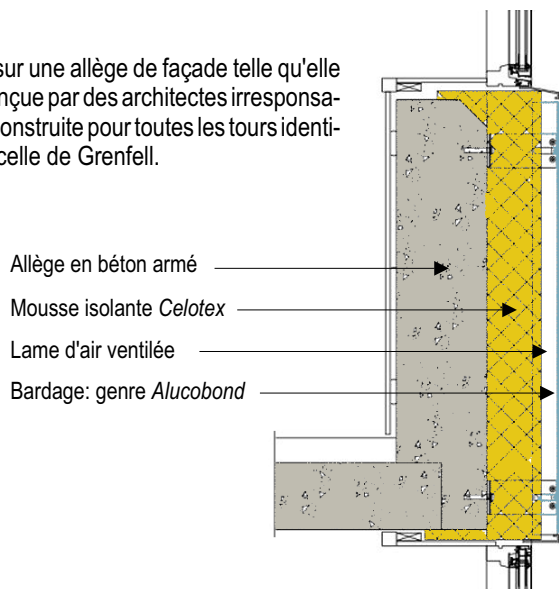 sur une allège de façade telle qu'elle
nçue par des architectes irresponsa-
onstruite pour toutes les tours identi-
celle de Grenfell.
Allège en béton armé
Mousse isolante Celotex
Lame d'air ventilée
Bardage: genre Alucobond